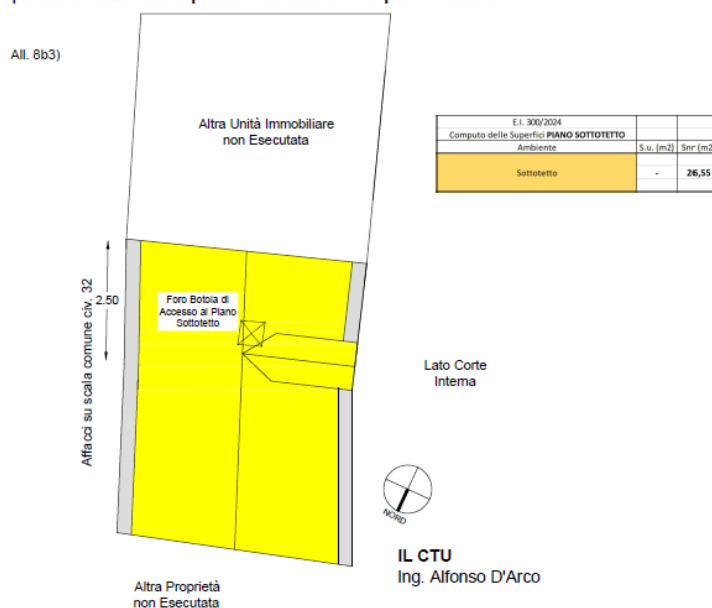 All. 8b3)
Altra Unità Immobiliare
non Esecutata
E.I. 300/2024
Computo delle Superfici PIANO SOTTOTETTO
Ambiente S.u. (m2) Snr (m2
Sottotetto - 26,55
2.50
Foro Botola di
Accesso al Piano
Sottotetto
Affacci su scala comune civ. 32
Lato Corte
Interna
NORD
IL CTU
Ing. Alfonso D'Arco
Altra Proprietà
non Esecutata